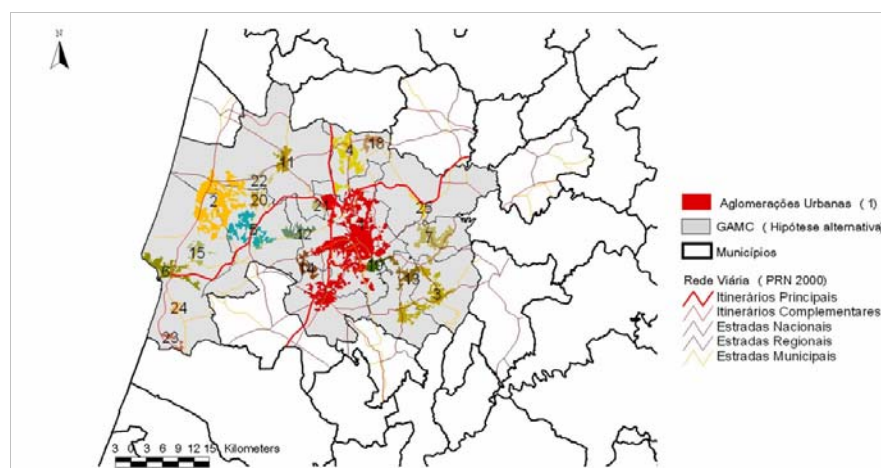 N
18
4
11
22
20
2
21
25
5
12
7
15
6
14
19
13
3
24
23
Aglomerações Urbanas ( 1)
GAMC ( Hipótese alternativa)
Municípios
Rede Viária ( PRN 2000)
Itinerários Principais
Itinerários Complementares
Estradas Nacionais
Estradas Regionais
Estradas Municipais
3 0 3 6 9 12 15 Kilometers